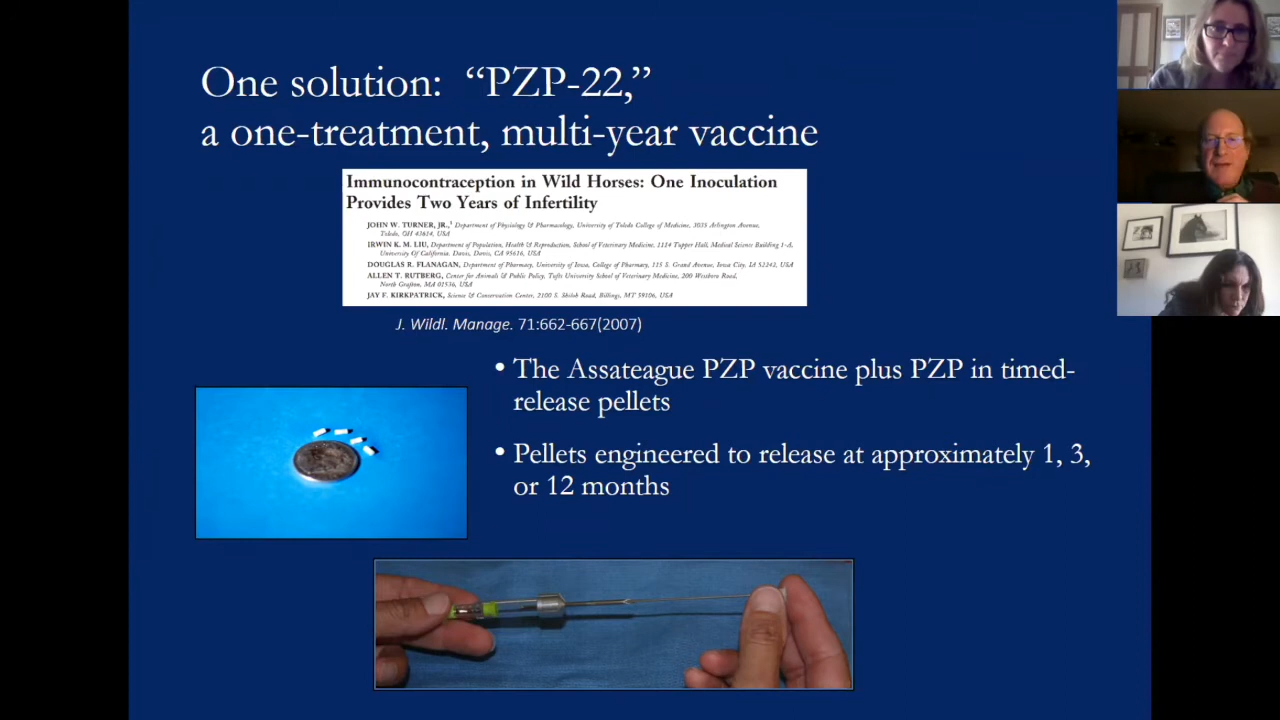 One solution: “PZP-22,”
a one-treatment, multi-year vaccine
Immunocontraception in Wild Horses: One Inoculation
Provides Two Years of Infertility
JOHN W. TURNER, JR.,¹ Department of Physiology & Pharmacology, University of Toledo College of Medicine, 3035 Arlington Avenue,
Toledo, OH 43614, USA
IRWIN K. M. LIU, Department of Population, Health & Reproduction, School of Veterinary Medicine, 1114 Tupper Hall, Medical Science Building 1-A,
University Of California, Davis, Davis, CA 95616, USA
DOUGLAS R. FLANAGAN, Department of Pharmacy, University of Iowa, College of Pharmacy, 115 S. Grand Avenue, Iowa City, IA 52242, USA
ALLEN T. RUTBERG, Center for Animals & Public Policy, Tufts University School of Veterinary Medicine, 200 Westboro Road,
North Grafton, MA 01536, USA
JAY F. KIRKPATRICK, Science & Conservation Center, 2100 S. Shiloh Road, Billings, MT 59106, USA
J. Wildl. Manage. 71:662-667(2007)
• The Assateague PZP vaccine plus PZP in timed-
release pellets
• Pellets engineered to release at approximately 1, 3,
or 12 months